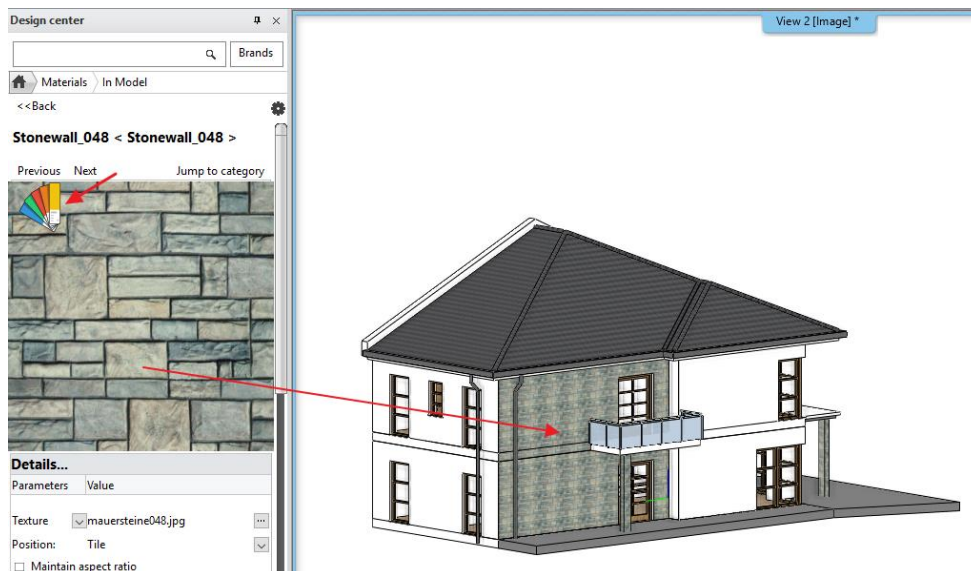 Design center
View 2 [Image] *
Brands
Materials In Model
<<Back
Stonewall_048 < Stonewall_048 >
Previous Next Jump to category
Details...
Parameters Value
Texture mauersteine048.jpg ...
Position: Tile
Maintain aspect ratio